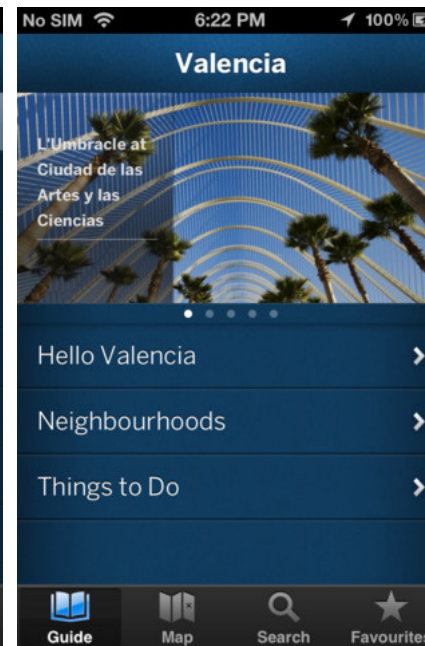 No SIM 6:22 PM 100%
Valencia
L'Umbracle at
Ciudad de las
Artes y las
Ciencias
Hello Valencia
Neighbourhoods
Things to Do
Guide Map Search Favourites